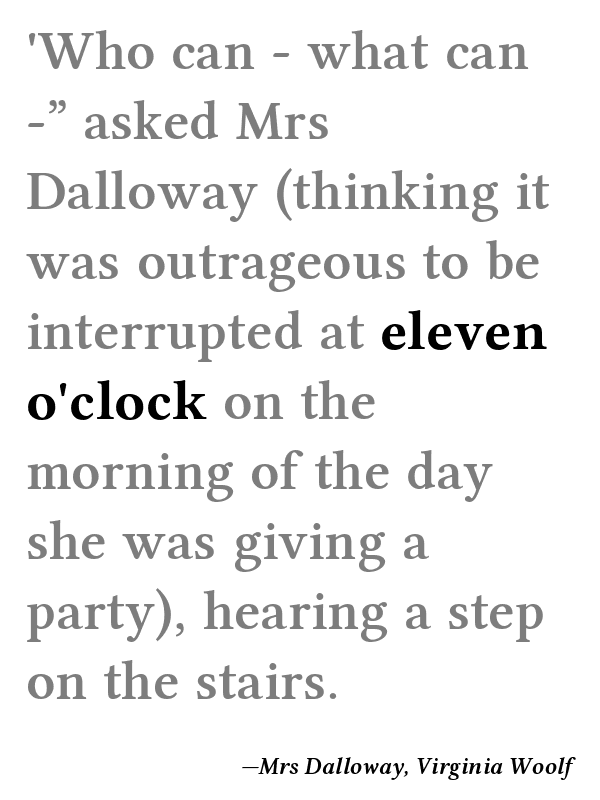 'Who can - what can
-” asked Mrs
Dalloway (thinking it
was outrageous to be
interrupted at eleven
o'clock on the
morning of the day
she was giving a
party), hearing a step
on the stairs.
—Mrs Dalloway, Virginia Woolf